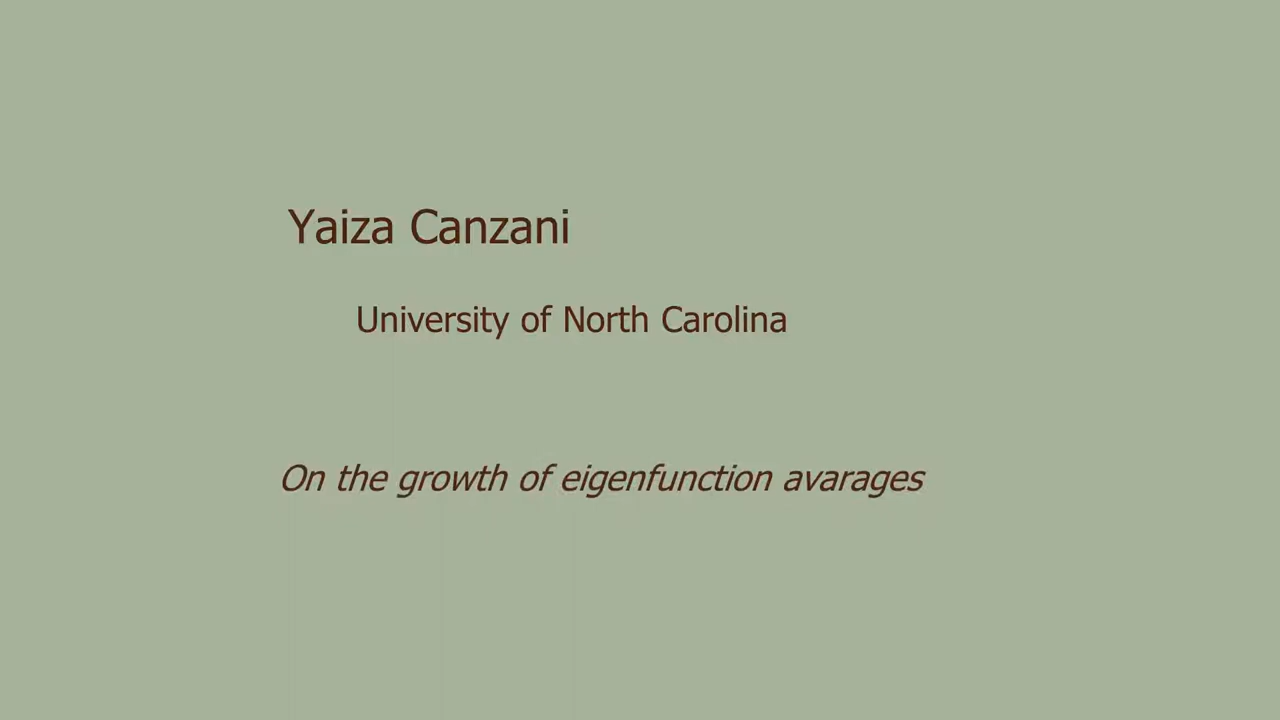 Yaiza Canzani
University of North Carolina
On the growth of eigenfunction avarages